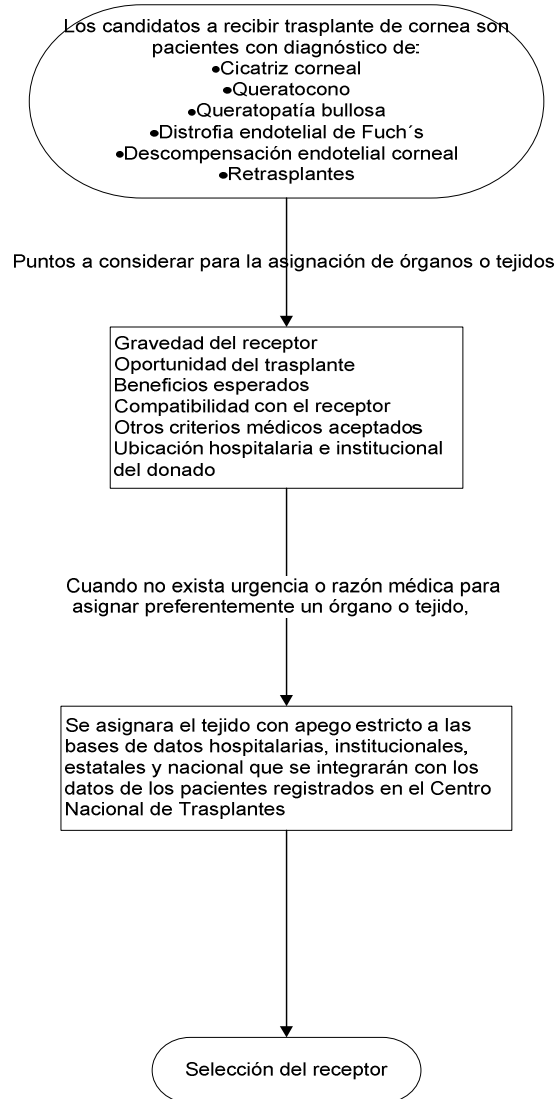 Los candidatos a recibir trasplante de cornea son
pacientes con diagnóstico de:
•Cicatriz corneal
•Queratocono
•Queratopatía bullosa
•Distrofia endotelial de Fuch´s
•Descompensación endotelial corneal
•Retrasplantes
Puntos a considerar para la asignación de órganos o tejidos
Gravedad del receptor
Oportunidad del trasplante
Beneficios esperados
Compatibilidad con el receptor
Otros criterios médicos aceptados
Ubicación hospitalaria e institucional
del donado
Cuando no exista urgencia o razón médica para
asignar preferentemente un órgano o tejido,
Se asignara el tejido con apego estricto a las
bases de datos hospitalarias, institucionales,
estatales y nacional que se integrarán con los
datos de los pacientes registrados en el Centro
Nacional de Trasplantes
Selección del receptor